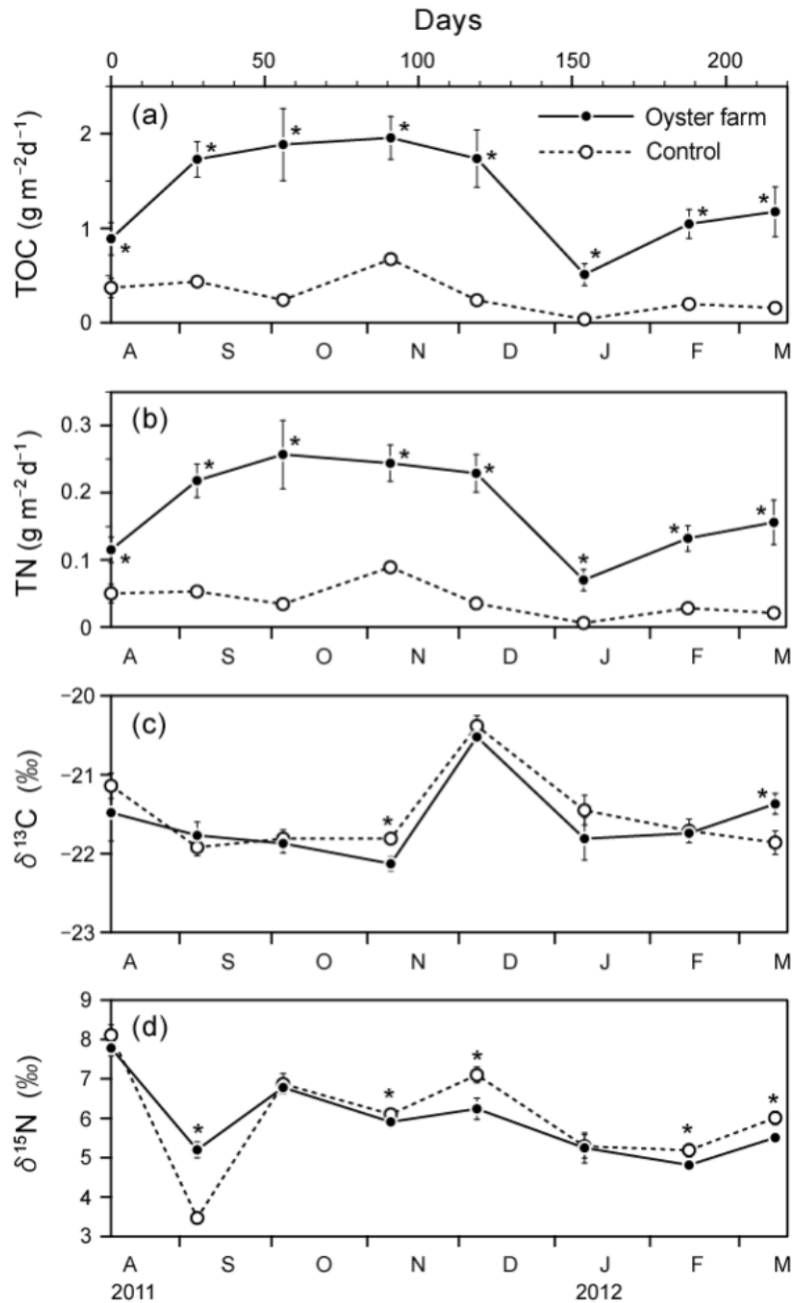 Days
0 50 100 150 200
(a)
Oyster farm
Control
TOC (g m⁻²d⁻¹)
2
1
0
A S O N D J F M
(b)
TN (g m⁻²d⁻¹)
0.3
0.2
0.1
0
A S O N D J F M
(c)
δ¹³C (‰)
−20
−21
−22
−23
A S O N D J F M
(d)
δ¹⁵N (‰)
9
8
7
6
5
4
3
A S O N D J F M
2011 2012